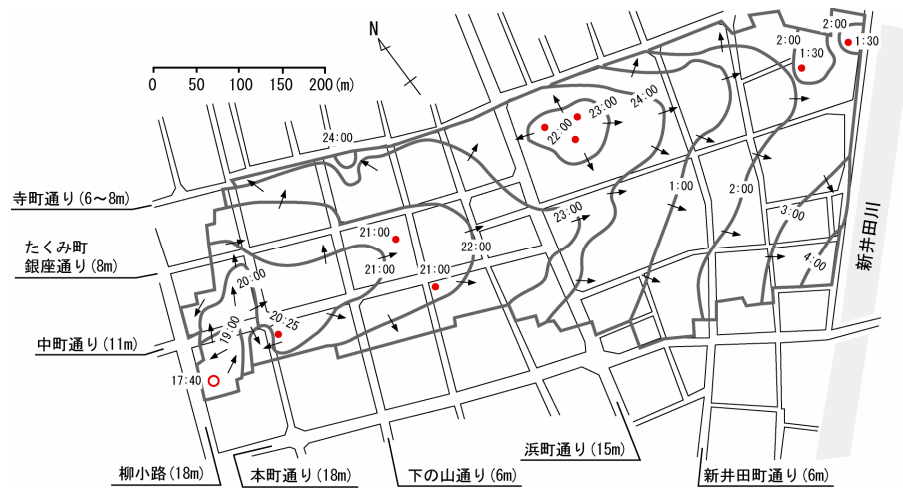 2:00
2:00
1:30
1:30
N
0 50 100 150 200(m)
24:00
23:00
22:00
24:00
寺町通り(6～8m)
1:00
2:00
3:00
4:00
新井田川
23:00
21:00
22:00
21:00
21:00
たくみ町
銀座通り(8m)
20:00
20:25
19:00
中町通り(11m)
17:40
浜町通り(15m)
柳小路(18m)
本町通り(18m)
下の山通り(6m)
新井田町通り(6m)